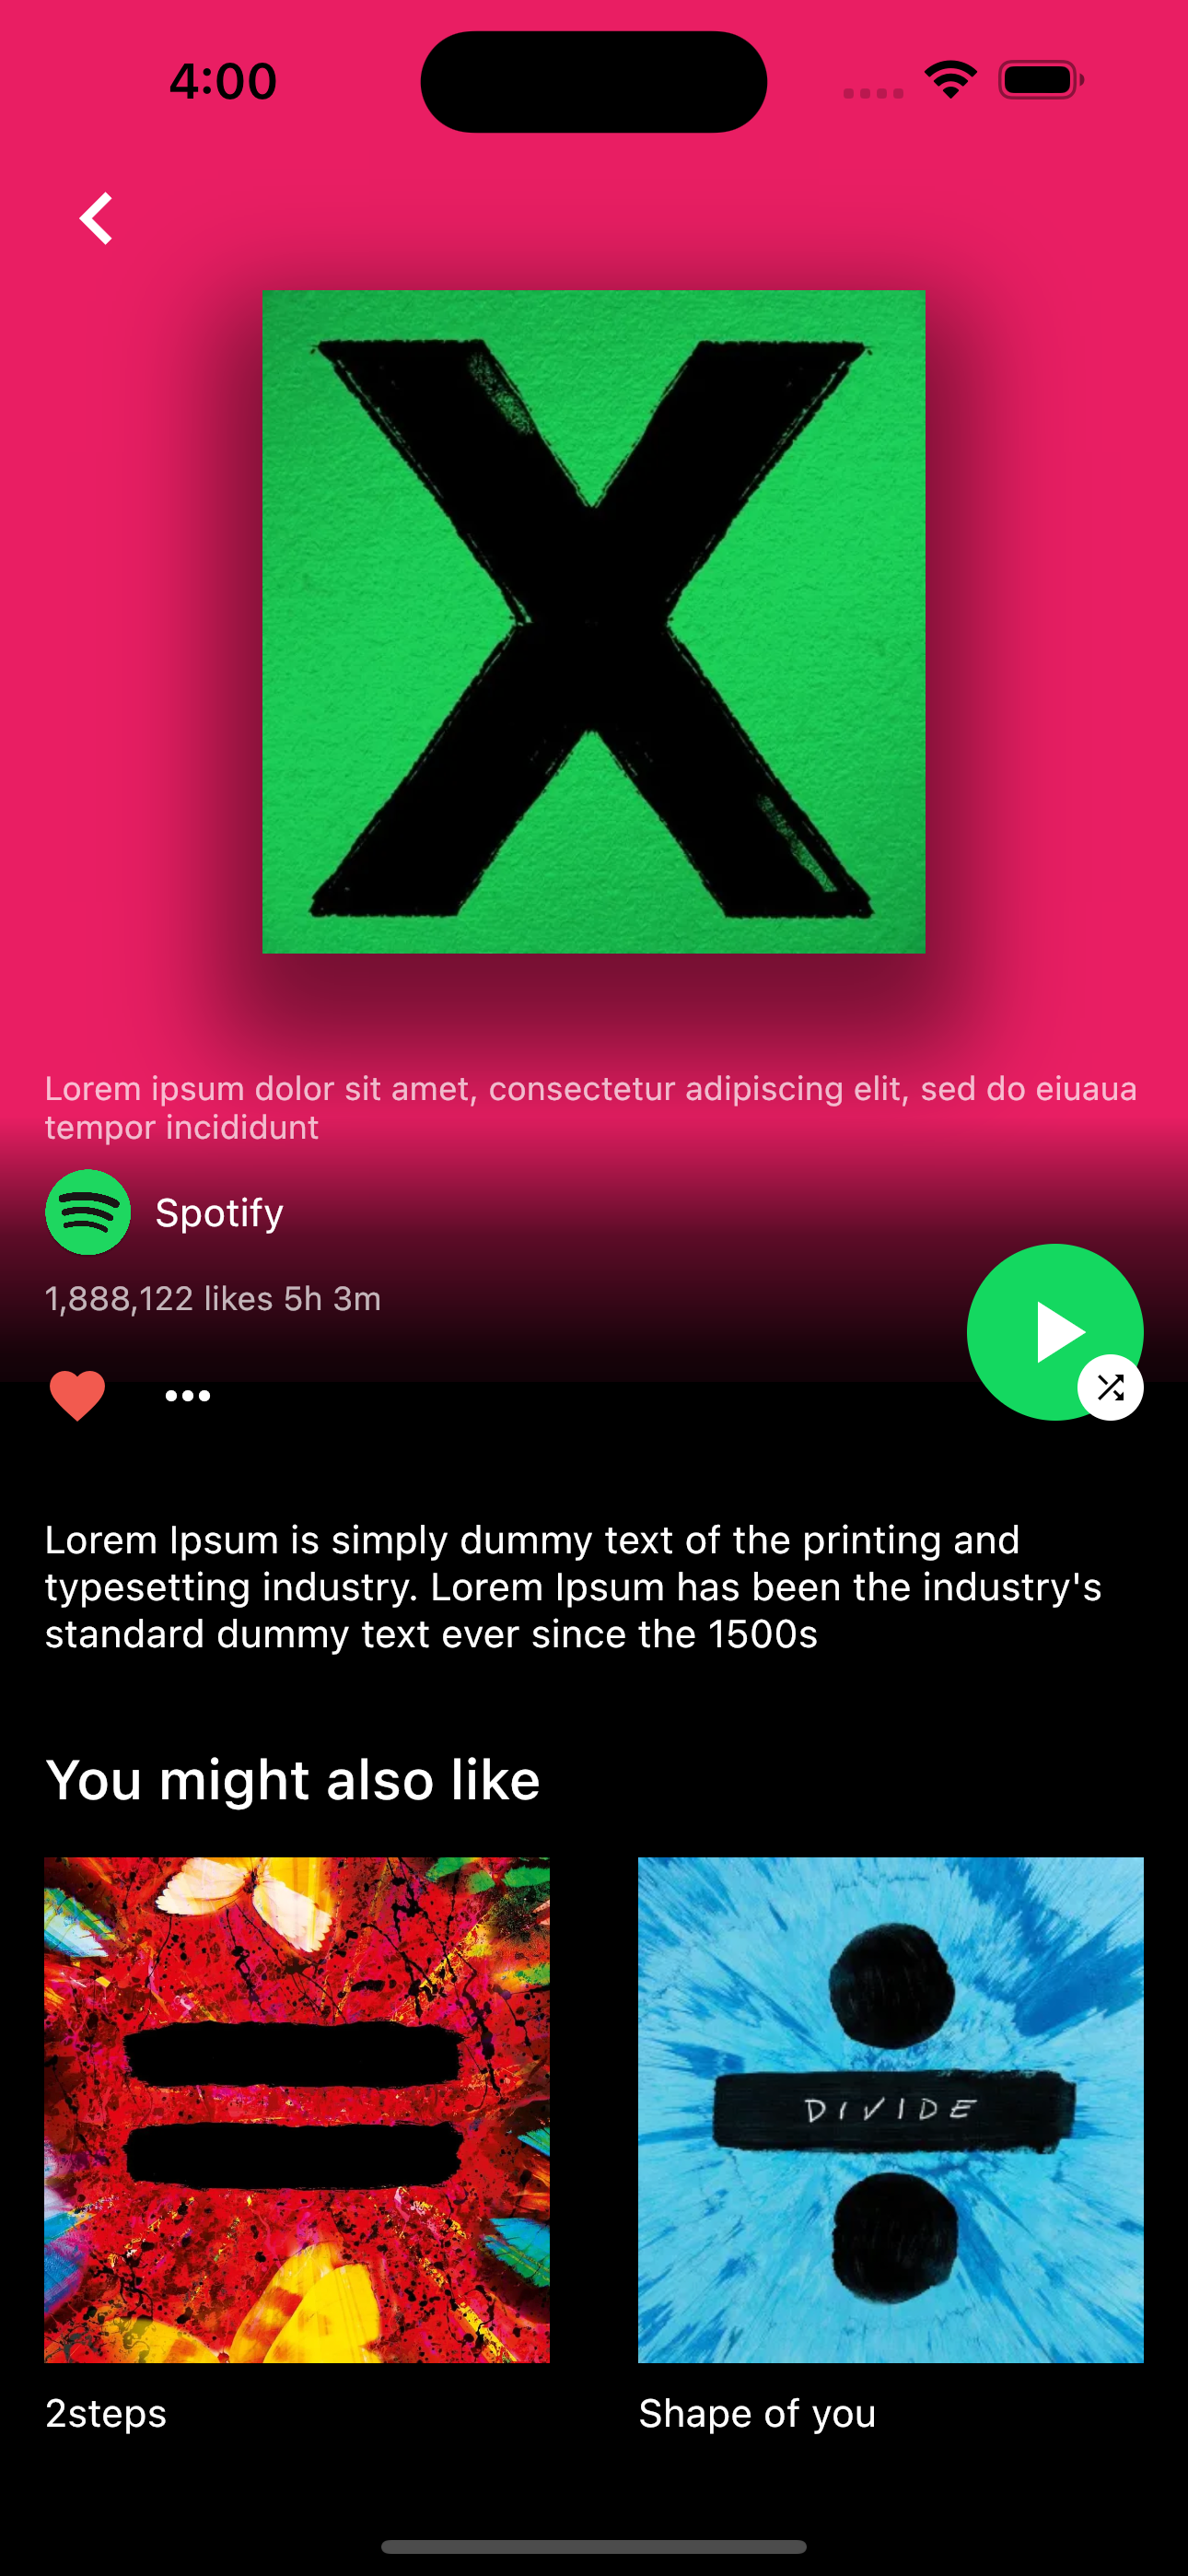 4:00
X
Lorem ipsum dolor sit amet, consectetur adipiscing elit, sed do eiuaua
tempor incididunt
Spotify
1,888,122 likes 5h 3m
Lorem Ipsum is simply dummy text of the printing and
typesetting industry. Lorem Ipsum has been the industry's
standard dummy text ever since the 1500s
You might also like
DIVIDE
2steps
Shape of you